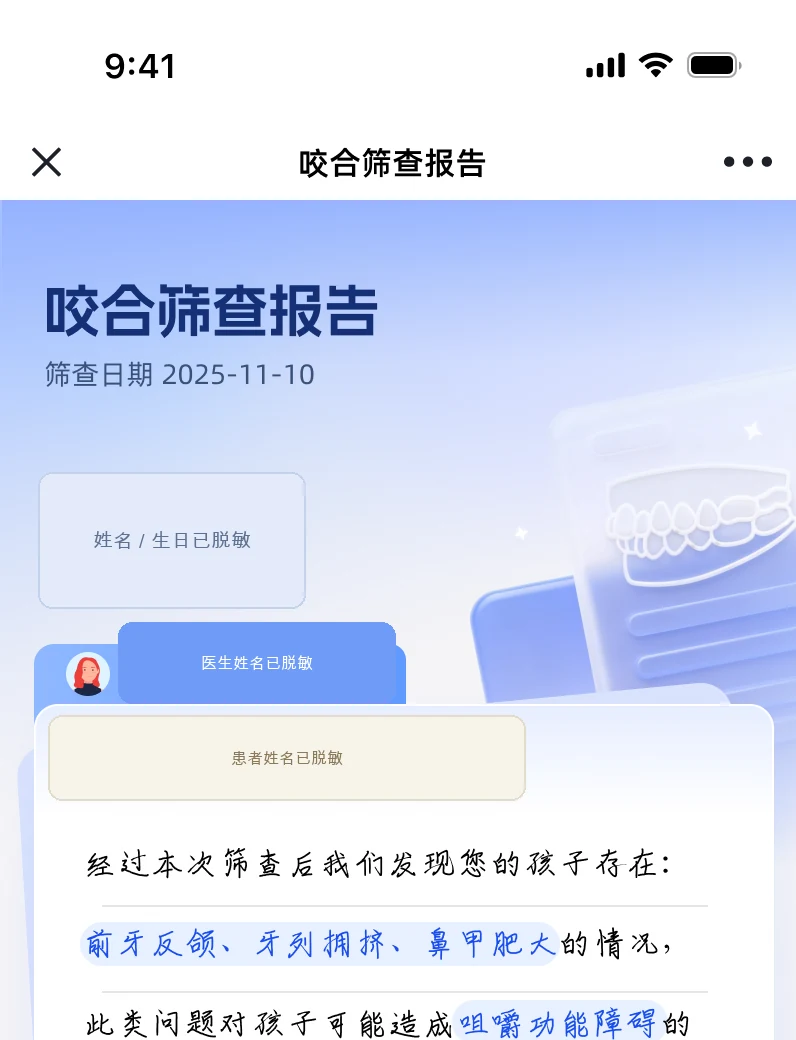 9:41
咬合筛查报告
咬合筛查报告
筛查日期 2025-11-10
姓名 / 生日已脱敏
医生姓名已脱敏
患者姓名已脱敏
经过本次筛查后我们发现您的孩子存在：
前牙反颌、牙列拥挤、鼻甲肥大的情况，
此类问题对孩子可能造成咀嚼功能障碍的